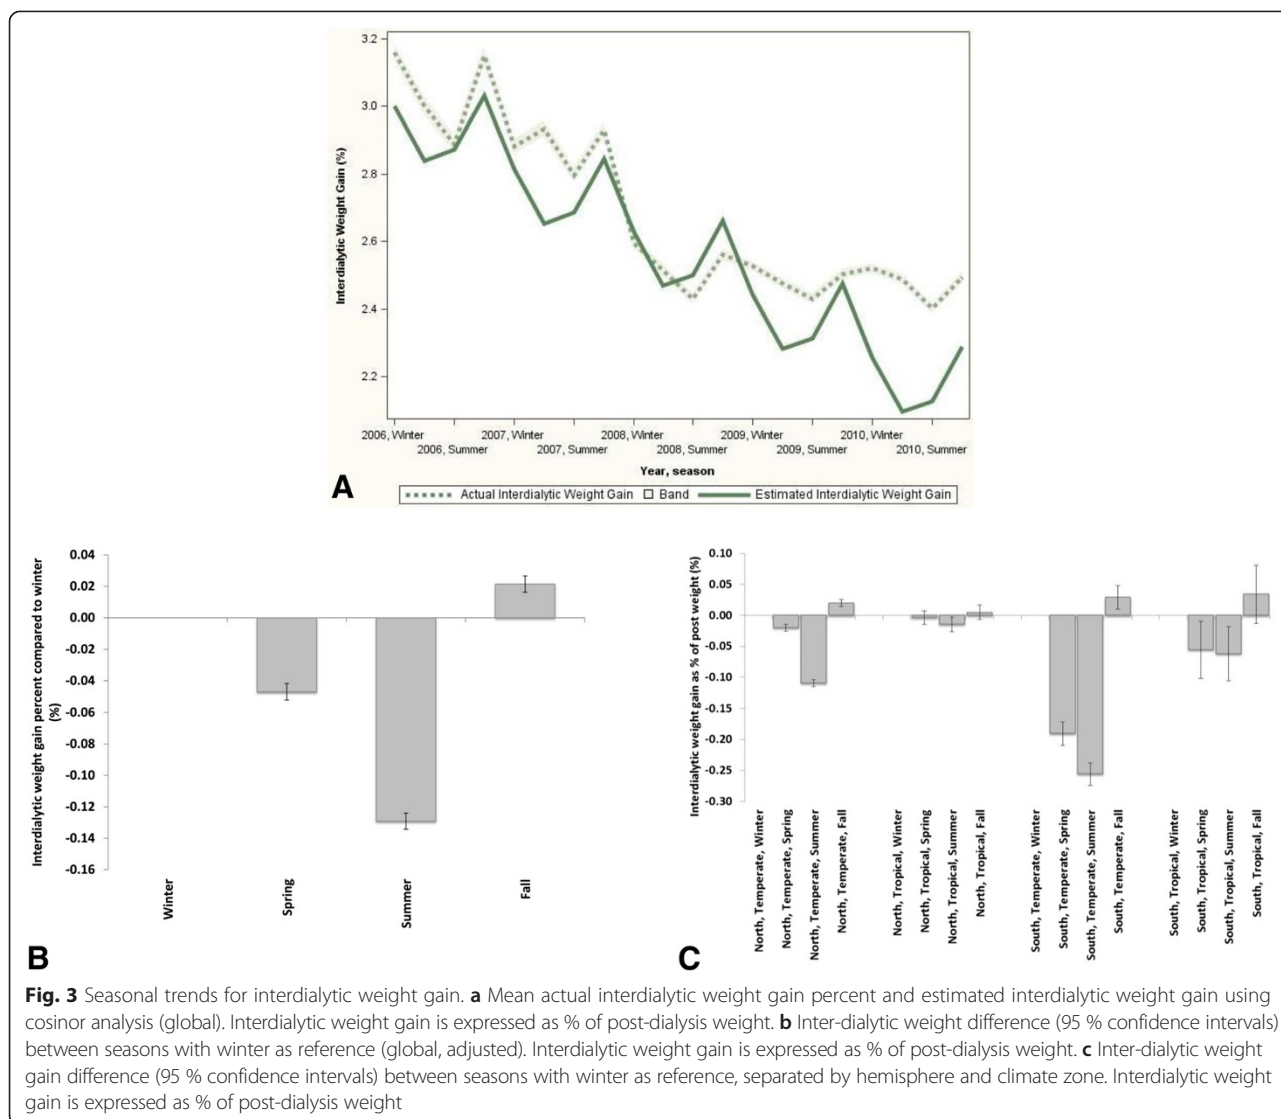 3.2
3.0
2.8
2.6
2.4
2.2
Interdialytic Weight Gain (%)
2006, Winter
2006, Summer
2007, Winter
2007, Summer
2008, Winter
2008, Summer
2009, Winter
2009, Summer
2010, Winter
2010, Summer
Year, season
Actual Interdialytic Weight Gain Band Estimated Interdialytic Weight Gain
A
0.04
0.02
0.00
-0.02
-0.04
-0.06
-0.08
-0.10
-0.12
-0.14
-0.16
Interdialytic weight gain percent compared to winter
(%)
Winter
Spring
Summer
Fall
B
0.10
0.05
0.00
-0.05
-0.10
-0.15
-0.20
-0.25
-0.30
Interdialytic weight gain as % of post weight (%)
North, Temperate, Winter
North, Temperate, Spring
North, Temperate, Summer
North, Temperate, Fall
North, Tropical, Winter
North, Tropical, Spring
North, Tropical, Summer
North, Tropical, Fall
South, Temperate, Winter
South, Temperate, Spring
South, Temperate, Summer
South, Temperate, Fall
South, Tropical, Winter
South, Tropical, Spring
South, Tropical, Summer
South, Tropical, Fall
C
Fig. 3 Seasonal trends for interdialytic weight gain. a Mean actual interdialytic weight gain percent and estimated interdialytic weight gain using
cosinor analysis (global). Interdialytic weight gain is expressed as % of post-dialysis weight. b Inter-dialytic weight difference (95 % confidence intervals)
between seasons with winter as reference (global, adjusted). Interdialytic weight gain is expressed as % of post-dialysis weight. c Inter-dialytic weight
gain difference (95 % confidence intervals) between seasons with winter as reference, separated by hemisphere and climate zone. Interdialytic weight
gain is expressed as % of post-dialysis weight